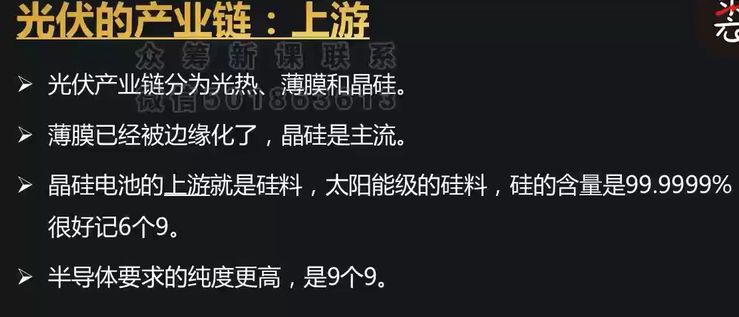 光伏的产业链：上游
众筹新课联系
微信501863613
➢ 光伏产业链分为光热、薄膜和晶硅。
➢ 薄膜已经被边缘化了，晶硅是主流。
➢ 晶硅电池的上游就是硅料，太阳能级的硅料，硅的含量是99.9999%
很好记6个9。
➢ 半导体要求的纯度更高，是9个9。